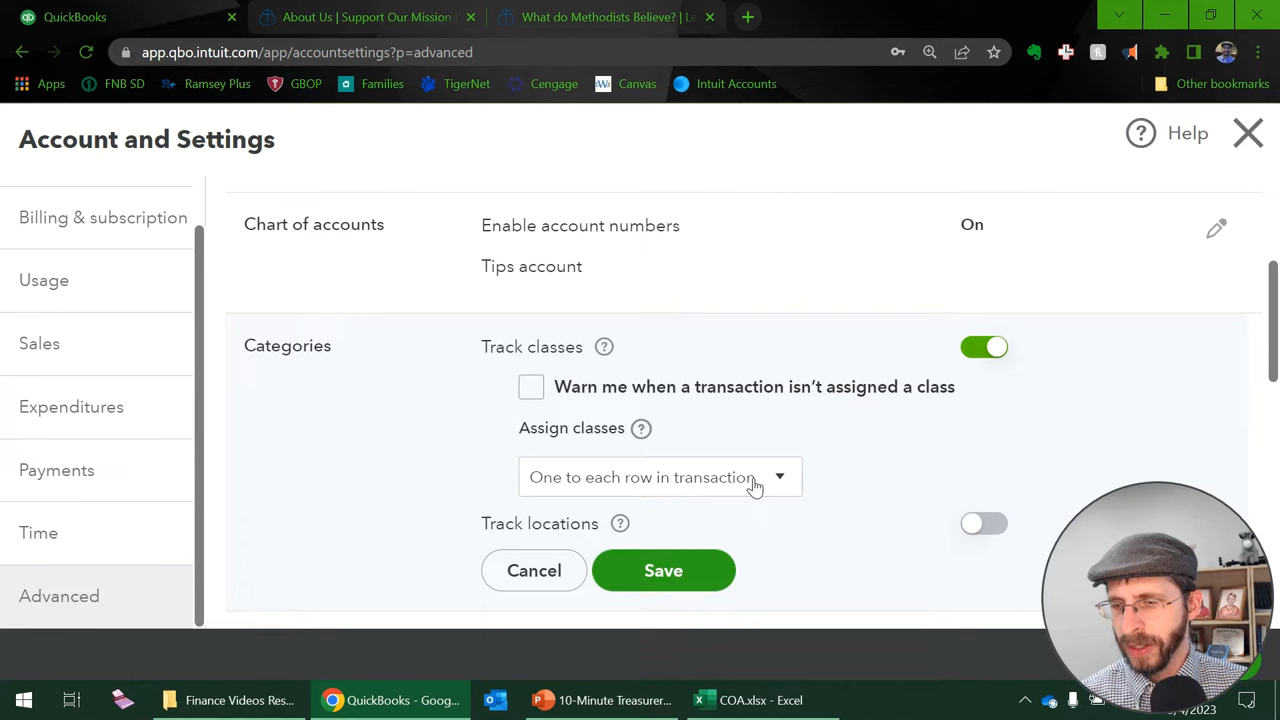 QuickBooks
About Us | Support Our Mission
What do Methodists Believe? | Le
app.qbo.intuit.com/app/accountsettings?p=advanced
Apps
FNB SD
Ramsey Plus
GBOP
Families
TigerNet
Cengage
Canvas
Intuit Accounts
Other bookmarks
Account and Settings
Help
Billing & subscription
Usage
Sales
Expenditures
Payments
Time
Advanced
Chart of accounts
Enable account numbers
On
Tips account
Categories
Track classes
Warn me when a transaction isn't assigned a class
Assign classes
One to each row in transaction
Track locations
Cancel
Save
Finance Videos Res...
QuickBooks - Goog...
10-Minute Treasurer...
COA.xlsx - Excel